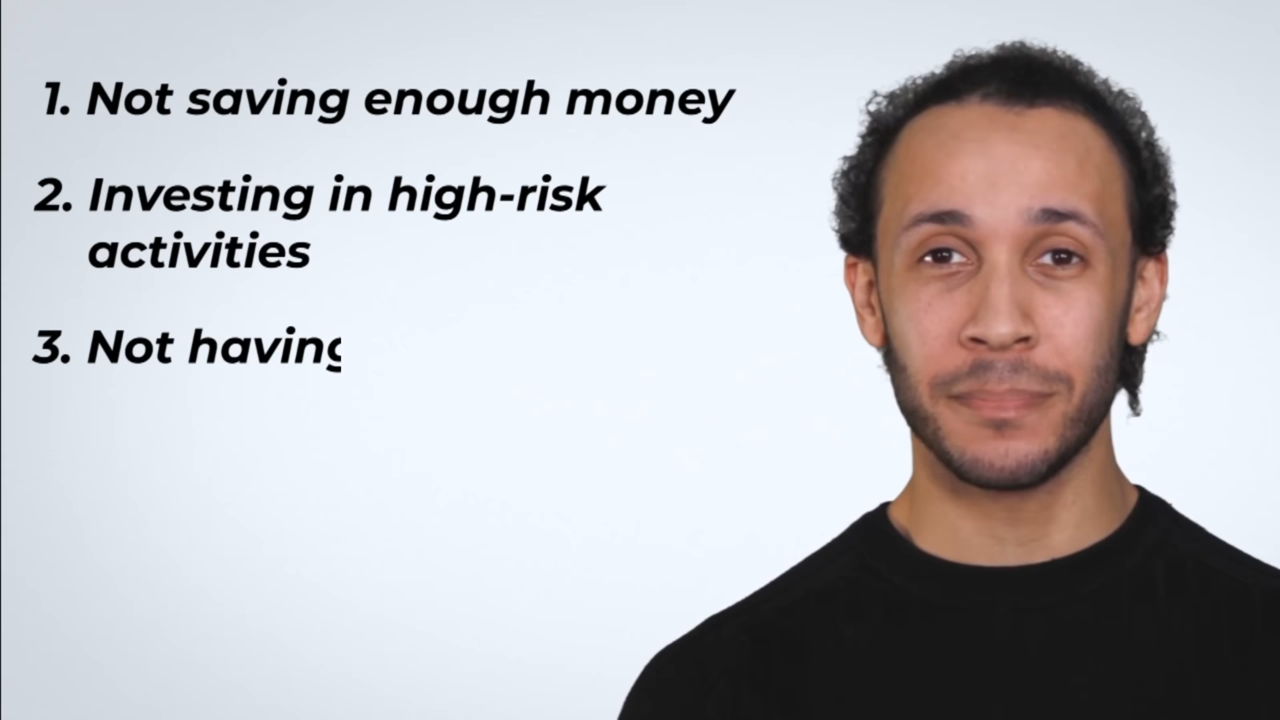 1. Not saving enough money
2. Investing in high-risk
activities
3. Not having